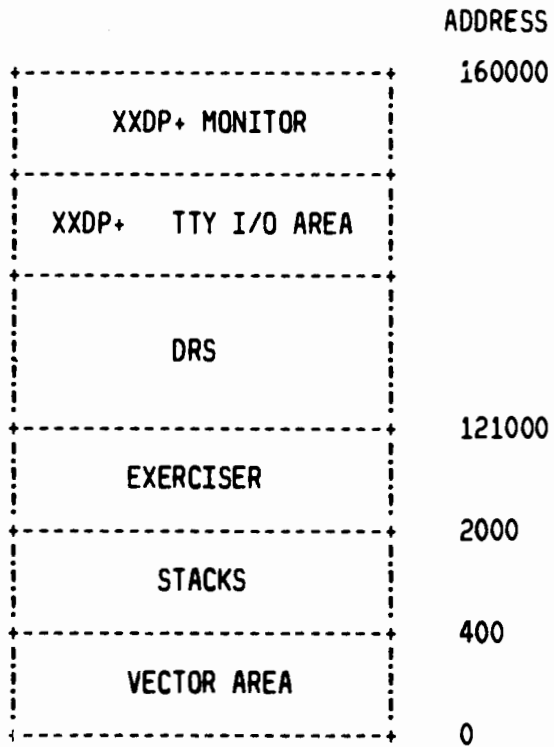 ADDRESS
160000
XXDP+ MONITOR
XXDP+ TTY I/O AREA
DRS
121000
EXERCISER
2000
STACKS
400
VECTOR AREA
0